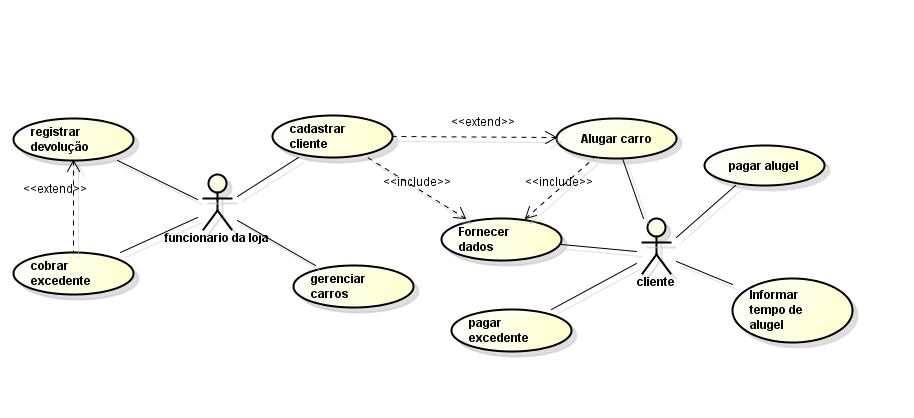 <<extend>>
registrar
devolução
cadastrar
cliente
Alugar carro
pagar alugel
<<extend>>
<<include>>
<<include>>
funcionario da loja
Fornecer
dados
cobrar
excedente
gerenciar
carros
cliente
Informar
tempo de
alugel
pagar
excedente